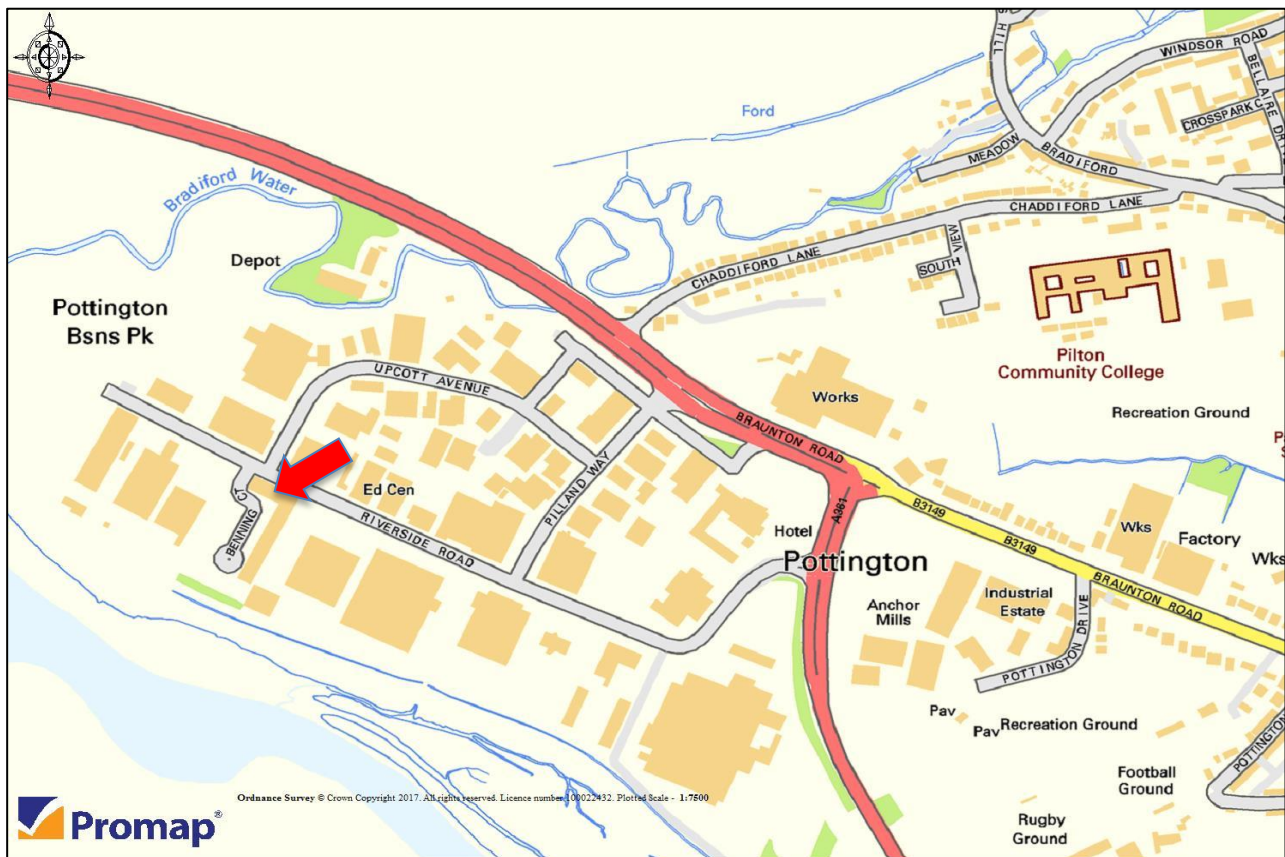 S HILL
WINDSOR ROAD
BELLAIRE DRIVE
CROSSPARK C
Ford
MEADOW
BRADIFORD
Bradiford Water
CHADDIFORD LANE
CHADDIFORD LANE
SOUTH VIEW
Depot
Pottington
Bsns Pk
Pilton
Community College
UPCOTT AVENUE
Works
Recreation Ground
BRAUNTON ROAD
PILLAND WAY
Ed Cen
A361
B3149
BENNING CT
RIVERSIDE ROAD
Hotel
Pottington
B3149
Wks
Factory
Wks
BRAUNTON ROAD
Industrial
Estate
Anchor
Mills
POTTINGTON DRIVE
Pav
Pav
Recreation Ground
POTTINGTON
Football
Ground
Rugby
Ground
Ordnance Survey © Crown Copyright 2017. All rights reserved. Licence number 100022432. Plotted Scale - 1:7500
Promap®